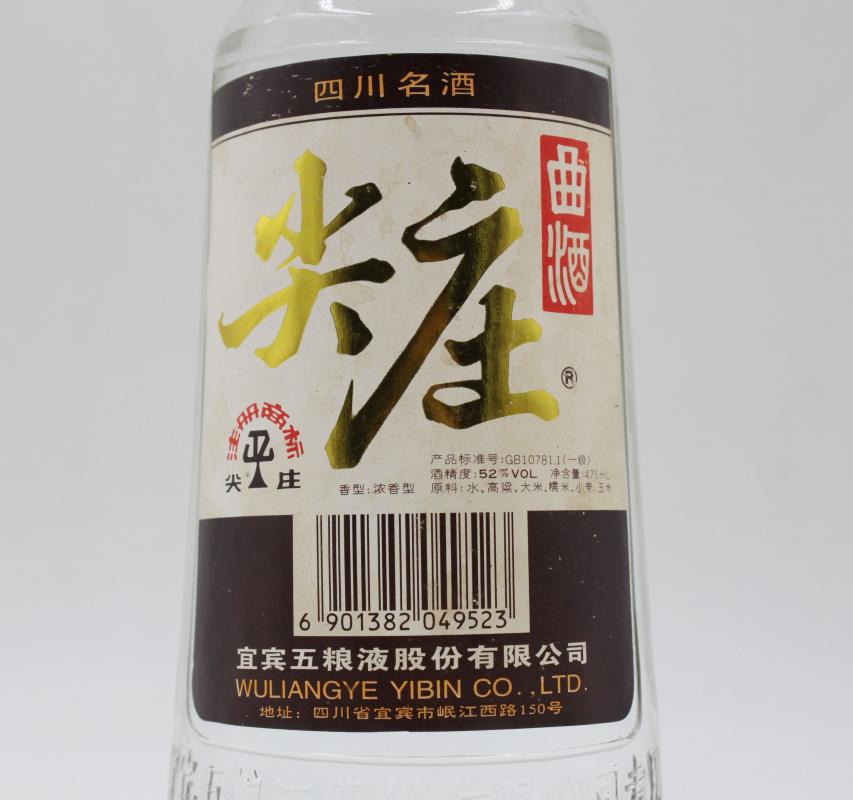 四川名酒
尖庄
曲酒
®
注册商标
尖庄
香型:浓香型
产品标准号:GB10781.1(一级)
酒精度:52%VOL 净含量:475mL
原料:水、高粱、大米、糯米、小麦、玉米
6 901382 049523
宜宾五粮液股份有限公司
WULIANGYE YIBIN CO.,LTD.
地址: 四川省宜宾市岷江西路150号